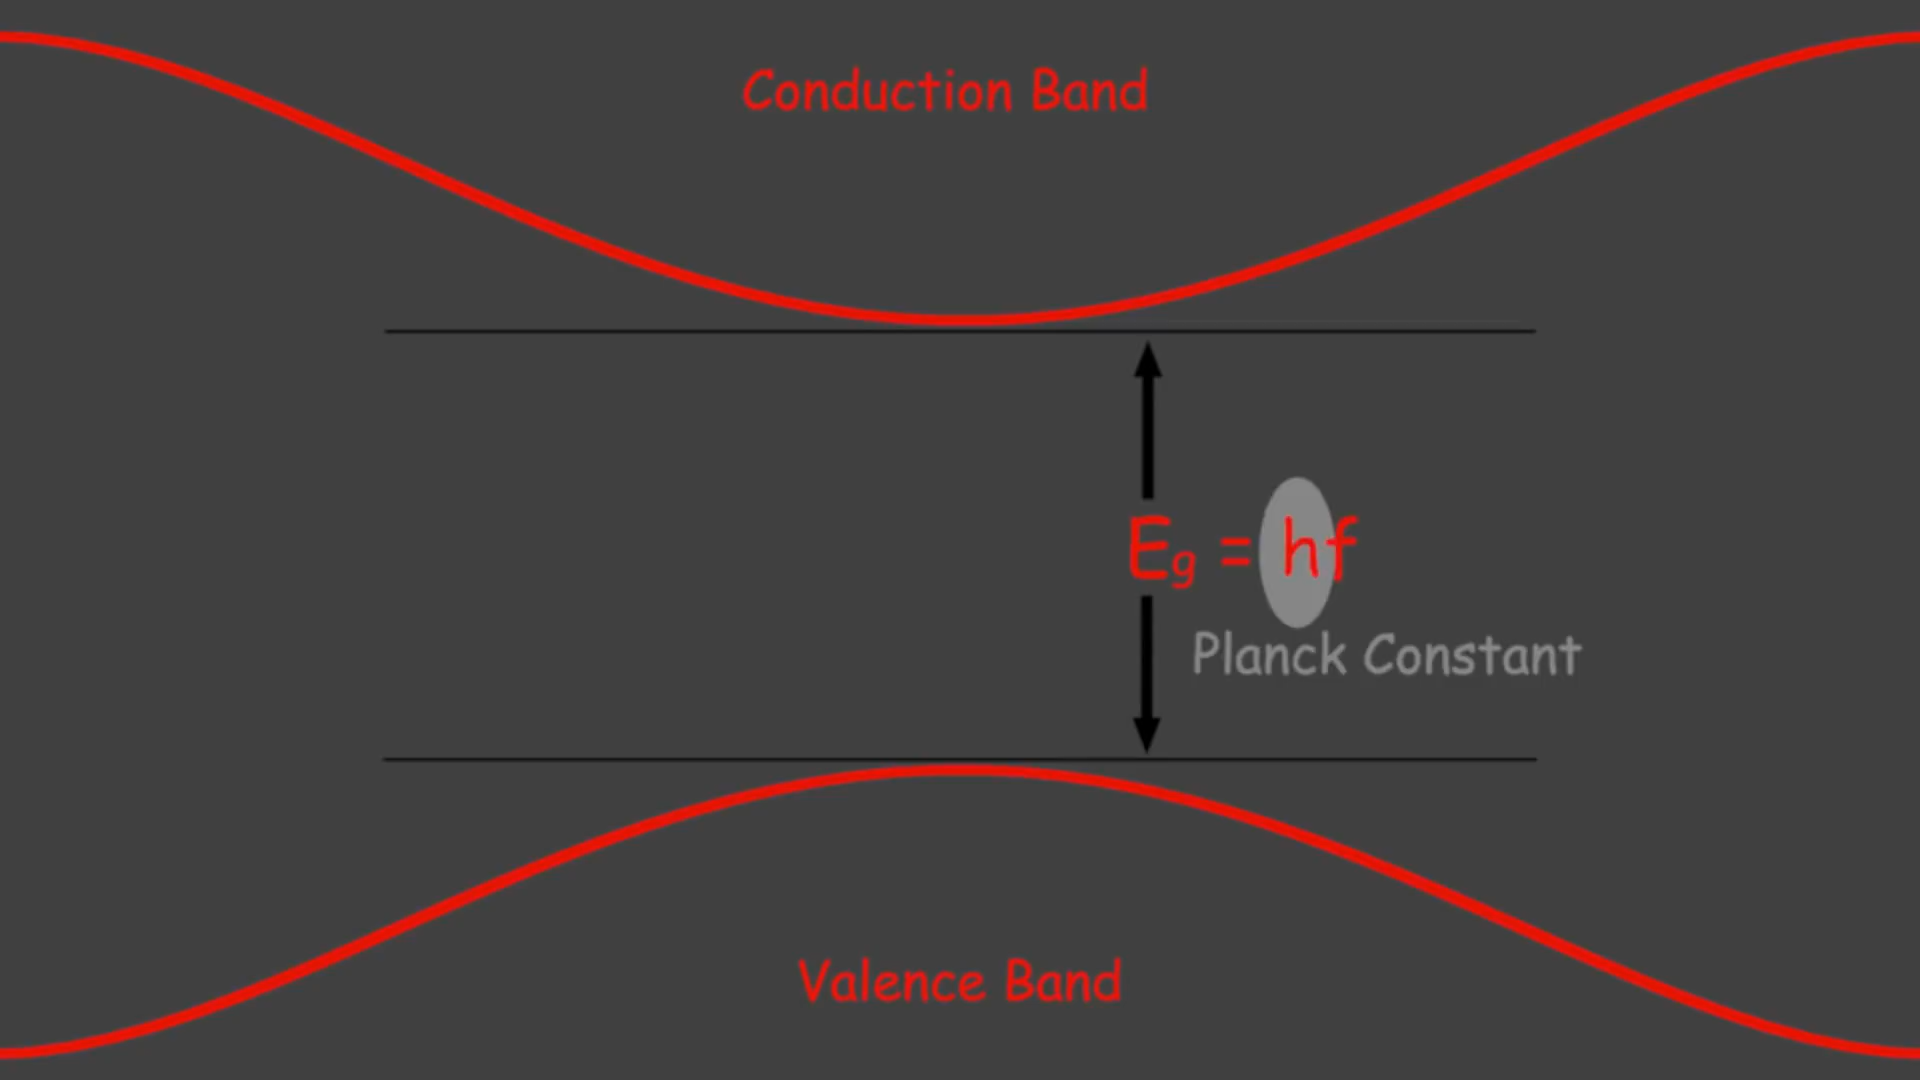 Conduction Band
Eg = hf
Planck Constant
Valence Band